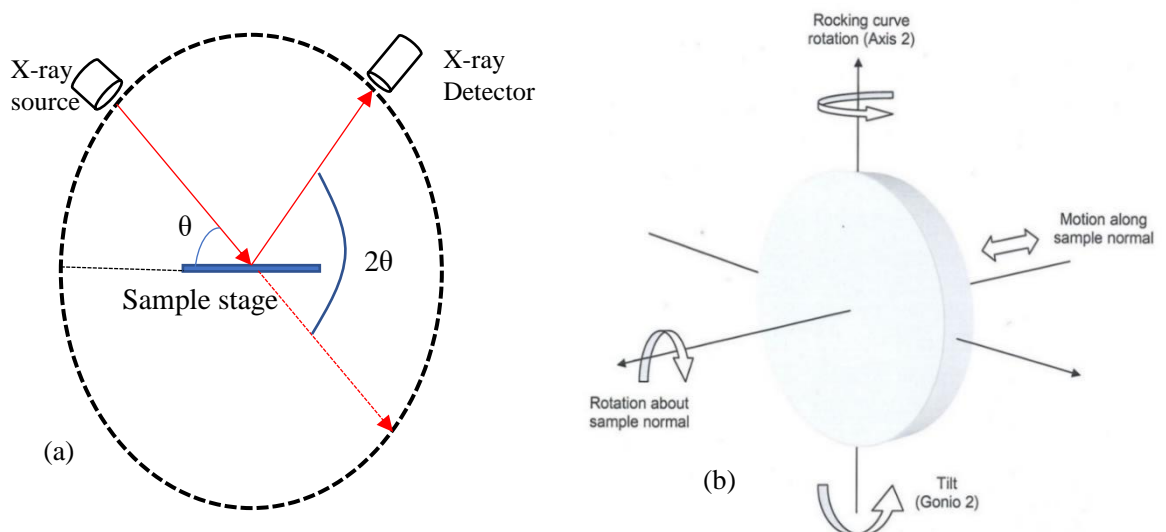 X-ray
source
X-ray
Detector
θ
2θ
Sample stage
(a)
Rocking curve
rotation (Axis 2)
Motion along
sample normal
Rotation about
sample normal
Tilt
(Gonio 2)
(b)